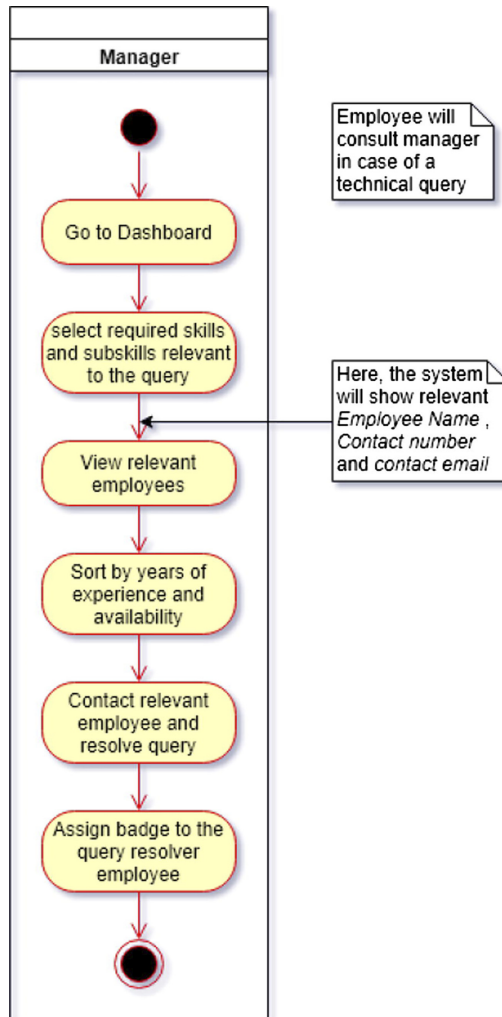 Manager
Employee will
consult manager
in case of a
technical query
Go to Dashboard
select required skills
and subskills relevant
to the query
Here, the system
will show relevant
Employee Name ,
Contact number
and contact email
View relevant
employees
Sort by years of
experience and
availability
Contact relevant
employee and
resolve query
Assign badge to the
query resolver
employee